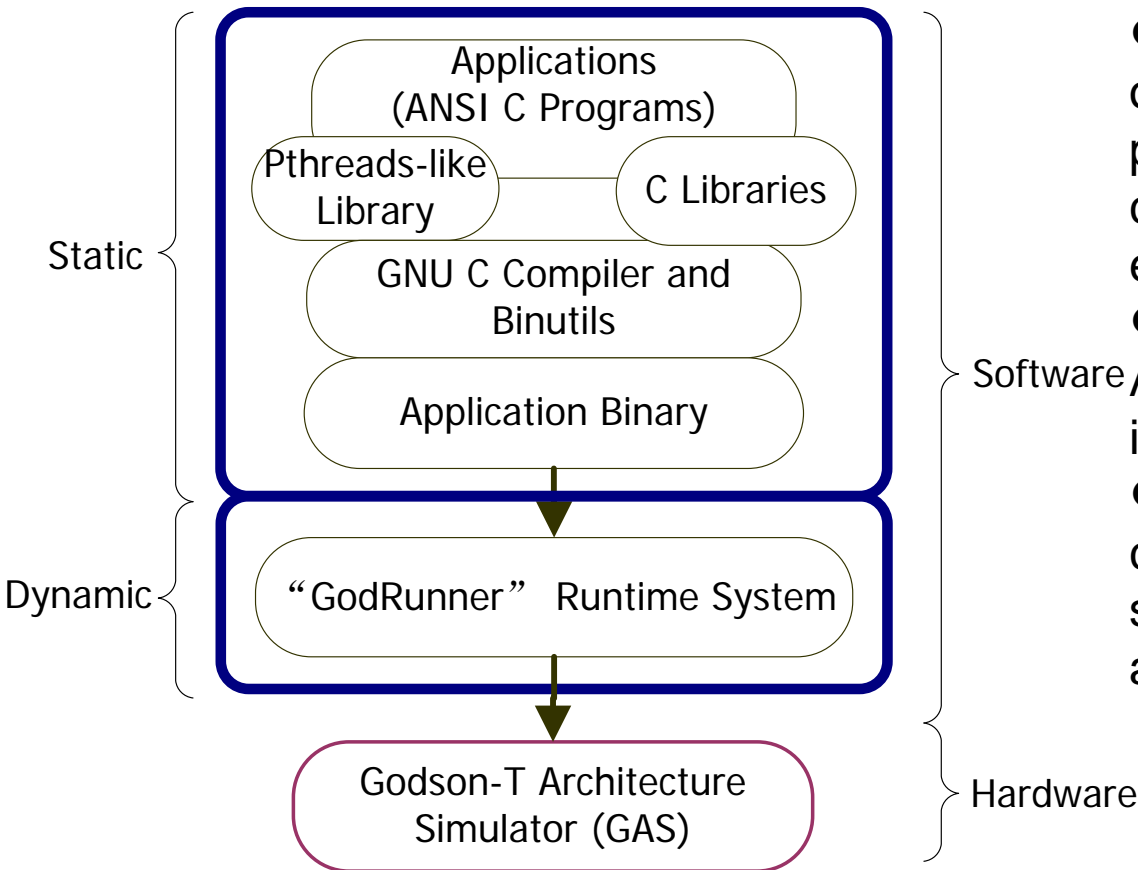 Applications
(ANSI C Programs)
Pthreads-like
Library
C Libraries
Static
GNU C Compiler and
Binutils
Software
Application Binary
Dynamic
“GodRunner” Runtime System
Godson-T Architecture
Simulator (GAS)
Hardware